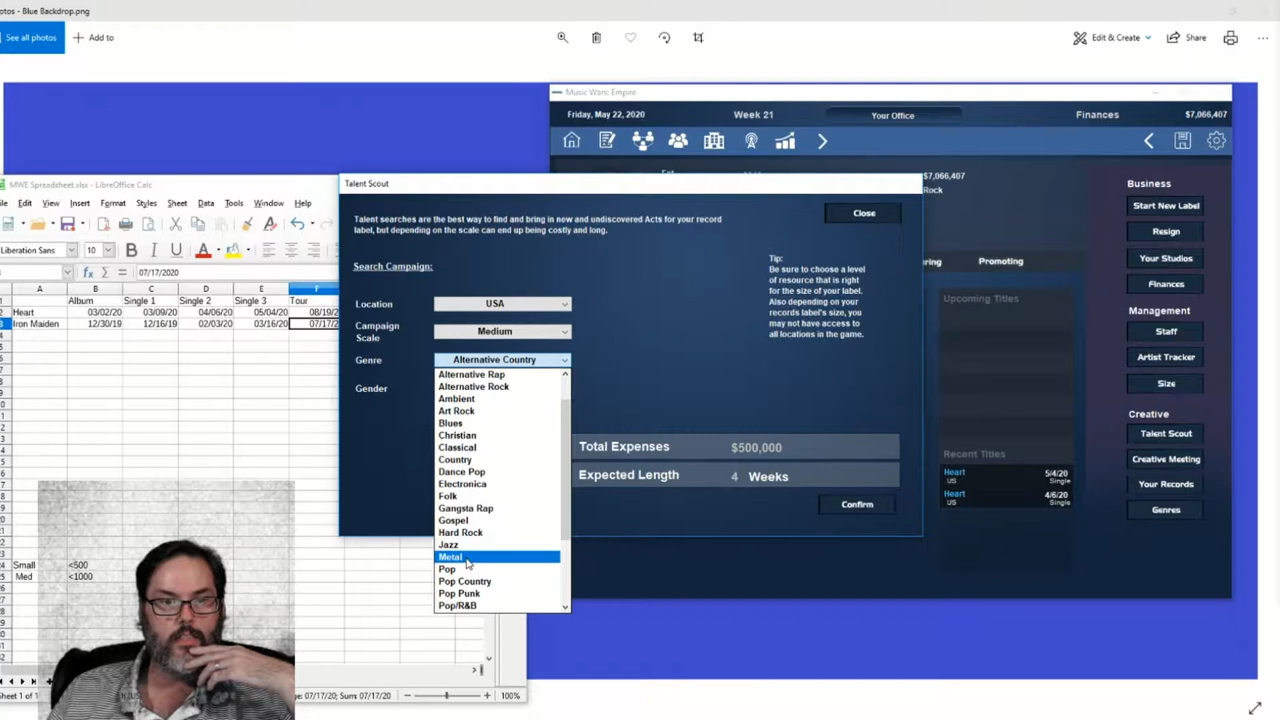 otos - Blue Backdrop.png
See all photos
Add to
Edit & Create
Share
Music Wars: Empire
Friday, May 22, 2020
Week 21
Your Office
Finances
$7,066,407
MWE Spreadsheet.xlsx - LibreOffice Calc
File Edit View Insert Format Styles Sheet Data Tools Window Help
Liberation Sans
10
07/17/2020
A B C D E F
Album Single 1 Single 2 Single 3 Tour
Heart 03/02/20 03/09/20 04/06/20 05/04/20 08/19/2
Iron Maiden 12/30/19 12/16/19 02/03/20 03/16/20 07/17/2
Small <500
Med <1000
Sheet 1 of 1
ge: 07/17/20; Sum: 07/17/20
100%
Talent Scout
Talent searches are the best way to find and bring in new and undiscovered Acts for your record
label, but depending on the scale can end up being costly and long.
Close
Search Campaign:
Location
USA
Campaign
Scale
Medium
Genre
Alternative Country
Gender
Alternative Rap
Alternative Rock
Ambient
Art Rock
Blues
Christian
Classical
Country
Dance Pop
Electronica
Folk
Gangsta Rap
Gospel
Hard Rock
Jazz
Metal
Pop
Pop Country
Pop Punk
Pop/R&B
Tip:
Be sure to choose a level
of resource that is right
for the size of your label.
Also depending on your
records label's size, you
may not have access to
all locations in the game.
Total Expenses
$500,000
Expected Length
4 Weeks
Confirm
$7,066,407
Rock
Promoting
Upcoming Titles
Recent Titles
Heart 5/4/20
US Single
Heart 4/6/20
US Single
Business
Start New Label
Resign
Your Studios
Finances
Management
Staff
Artist Tracker
Size
Creative
Talent Scout
Creative Meeting
Your Records
Genres